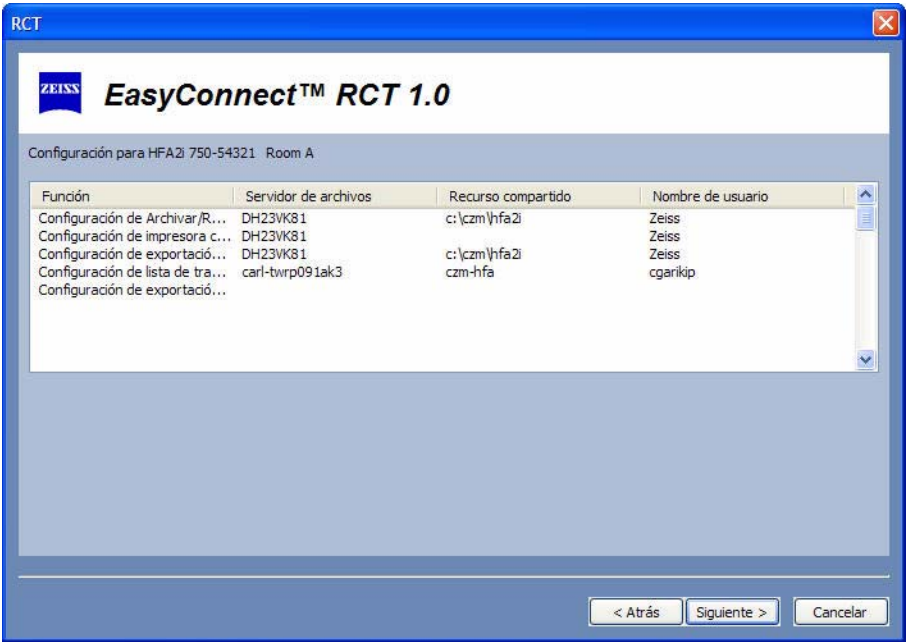 RCT
ZEISS
EasyConnect™ RCT 1.0
Configuración para HFA2i 750-54321 Room A
Función Servidor de archivos Recurso compartido Nombre de usuario
Configuración de Archivar/R... DH23VK81 c:\czm\hfa2i Zeiss
Configuración de impresora c... DH23VK81 Zeiss
Configuración de exportació... DH23VK81 c:\czm\hfa2i Zeiss
Configuración de lista de tra... carl-twrp091ak3 czm-hfa cgarikip
Configuración de exportació...
< Atrás Siguiente > Cancelar